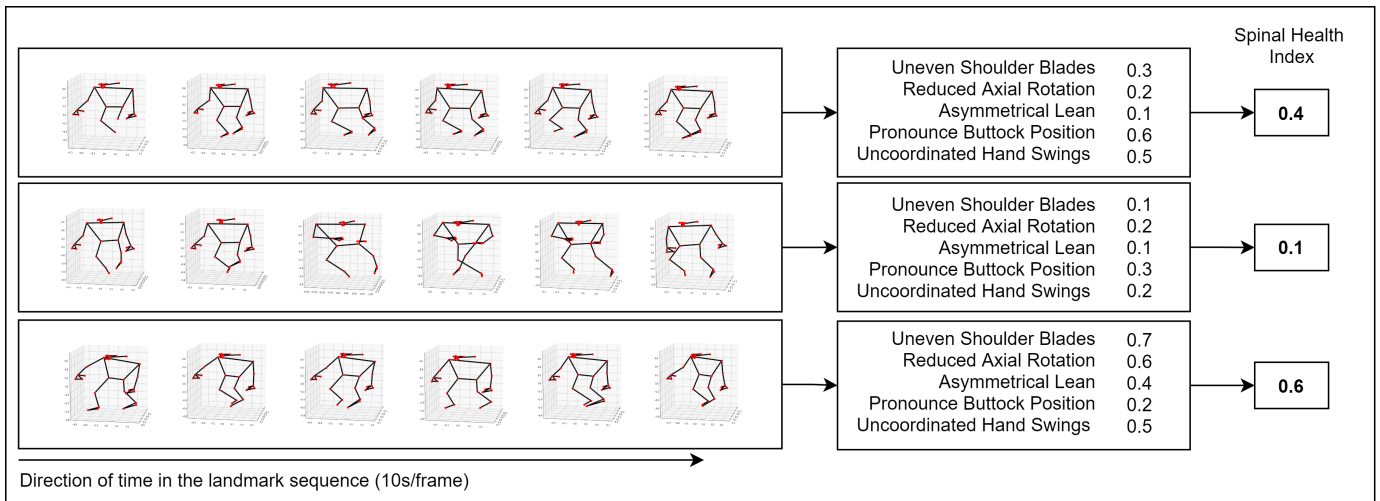 Spinal Health
Index
Uneven Shoulder Blades 0.3
Reduced Axial Rotation 0.2
Asymmetrical Lean 0.1
Pronounce Buttock Position 0.6
Uncoordinated Hand Swings 0.5
0.4
Uneven Shoulder Blades 0.1
Reduced Axial Rotation 0.2
Asymmetrical Lean 0.1
Pronounce Buttock Position 0.3
Uncoordinated Hand Swings 0.2
0.1
Uneven Shoulder Blades 0.7
Reduced Axial Rotation 0.6
Asymmetrical Lean 0.4
Pronounce Buttock Position 0.2
Uncoordinated Hand Swings 0.5
0.6
Direction of time in the landmark sequence (10s/frame)